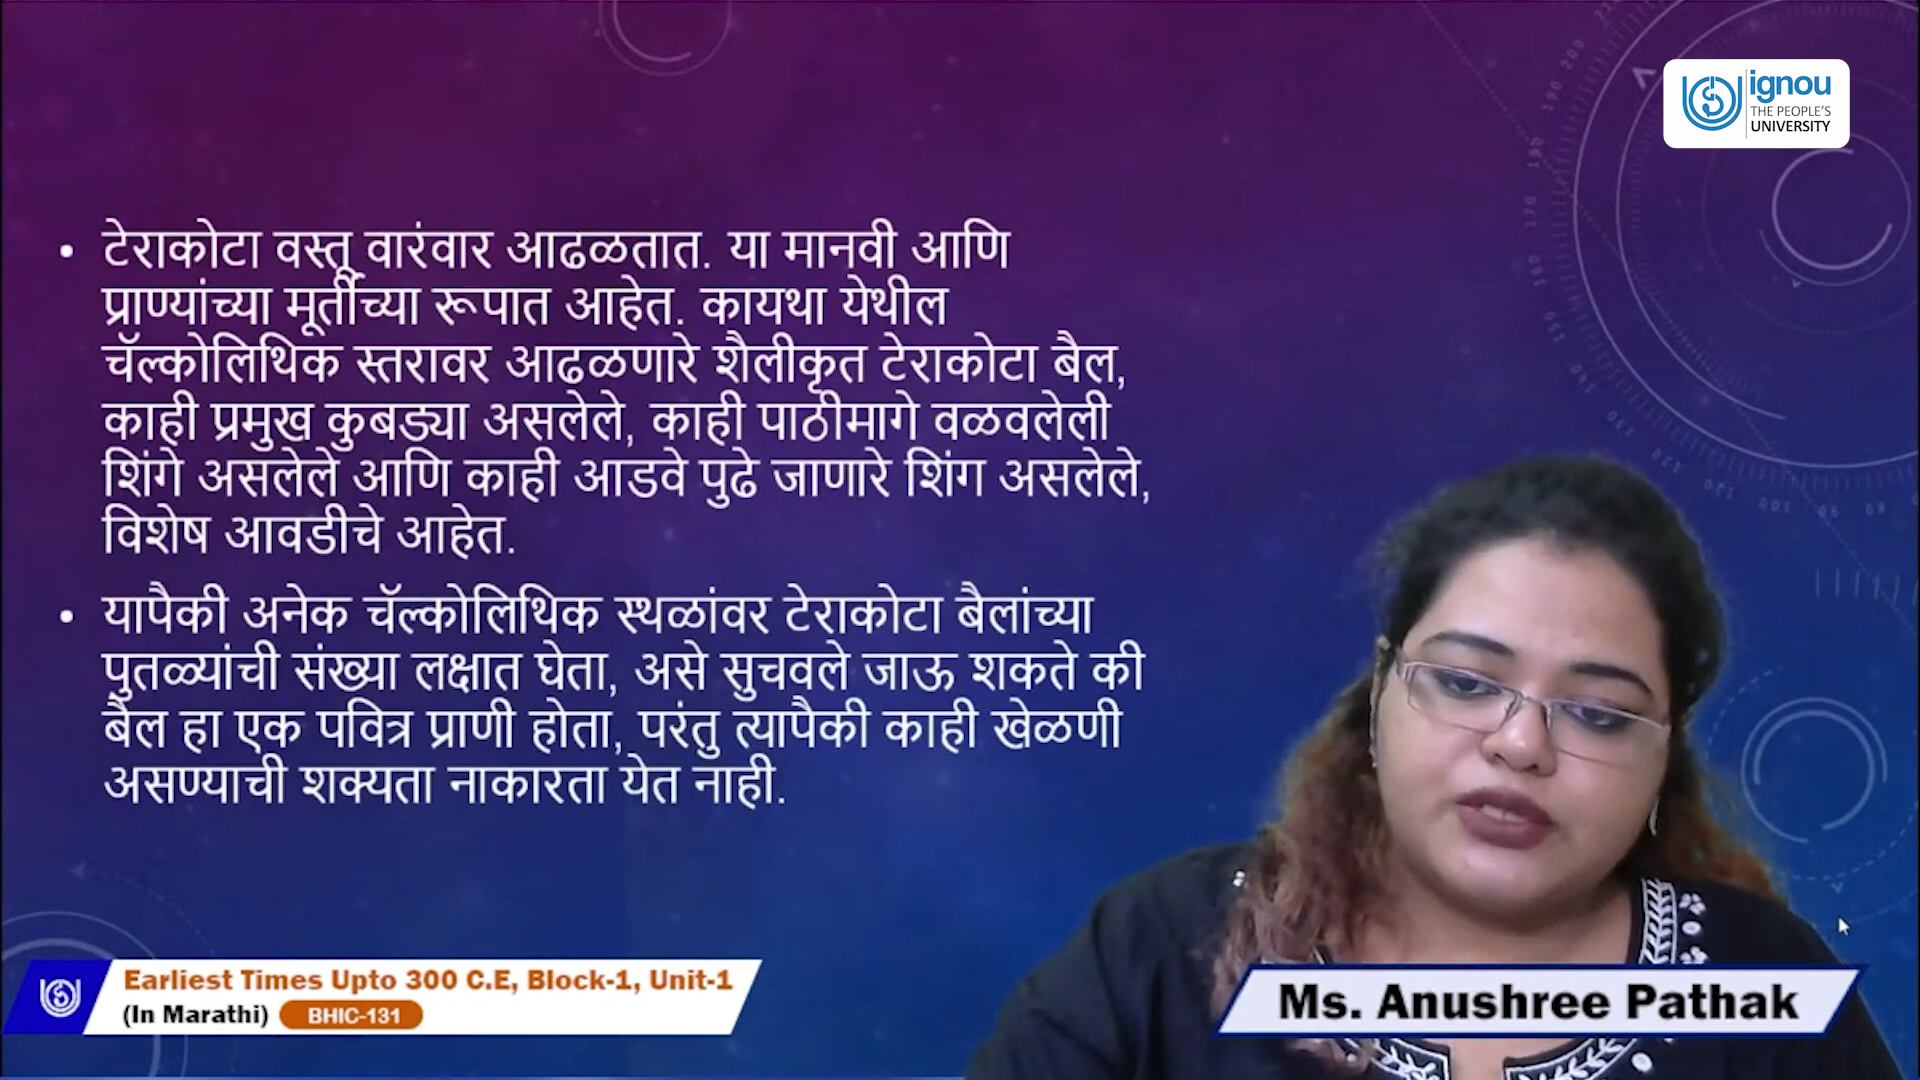 ignou
THE PEOPLE'S
UNIVERSITY
• टेराकोटा वस्तू वारंवार आढळतात. या मानवी आणि
प्राण्यांच्या मूर्तींच्या रूपात आहेत. कायथा येथील
चॅल्कोलिथिक स्तरावर आढळणारे शैलीकृत टेराकोटा बैल,
काही प्रमुख कुबड्या असलेले, काही पाठीमागे वळवलेली
शिंगे असलेले आणि काही आडवे पुढे जाणारे शिंग असलेले,
विशेष आवडीचे आहेत.
• यापैकी अनेक चॅल्कोलिथिक स्थळांवर टेराकोटा बैलांच्या
पुतळ्यांची संख्या लक्षात घेता, असे सुचवले जाऊ शकते की
बैल हा एक पवित्र प्राणी होता, परंतु त्यापैकी काही खेळणी
असण्याची शक्यता नाकारता येत नाही.
Earliest Times Upto 300 C.E, Block-1, Unit-1
(In Marathi) BHIC-131
Ms. Anushree Pathak